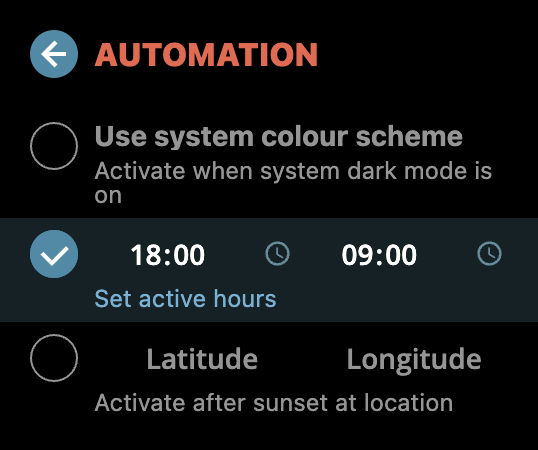 AUTOMATION
Use system colour scheme
Activate when system dark mode is
on
18:00 09:00
Set active hours
Latitude Longitude
Activate after sunset at location